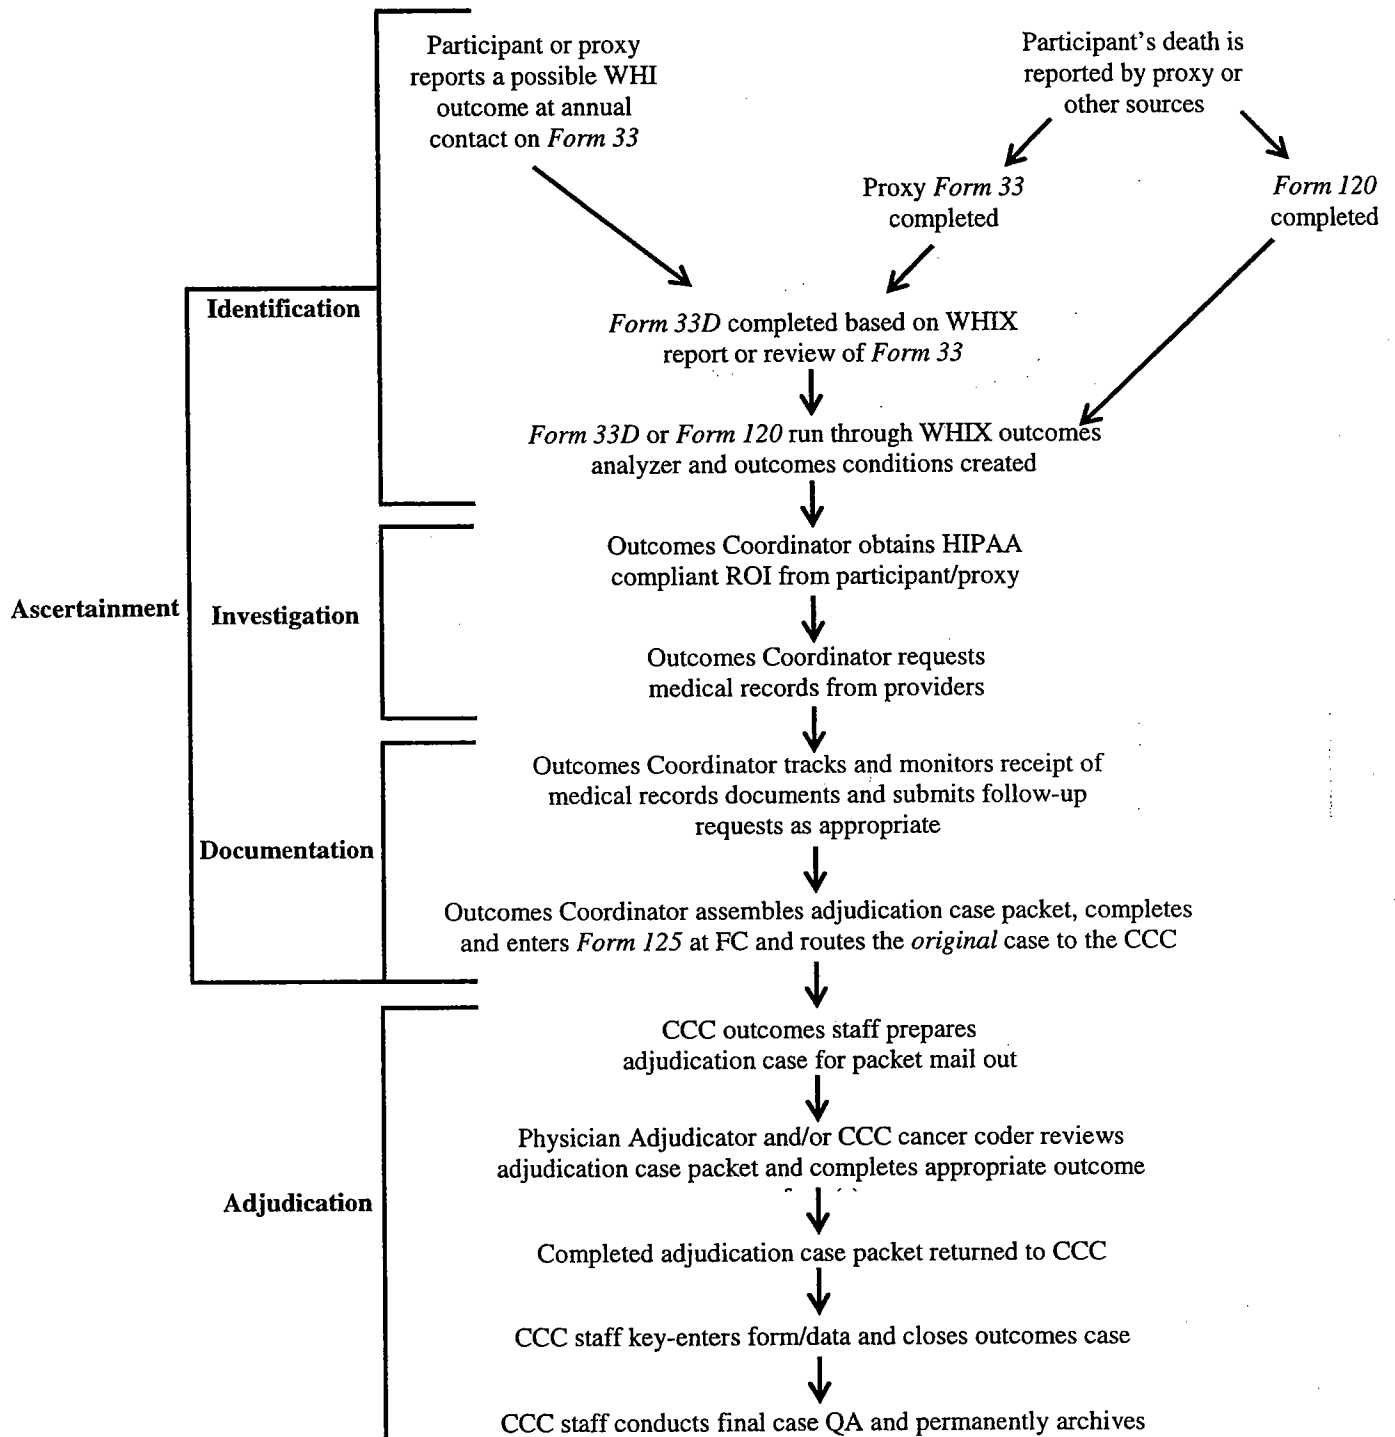 Participant or proxy
reports a possible WHI
outcome at annual
contact on Form 33
Participant's death is
reported by proxy or
other sources
Proxy Form 33
completed
Form 120
completed
Identification
Form 33D completed based on WHIX
report or review of Form 33
Form 33D or Form 120 run through WHIX outcomes
analyzer and outcomes conditions created
Ascertainment
Investigation
Outcomes Coordinator obtains HIPAA
compliant ROI from participant/proxy
Outcomes Coordinator requests
medical records from providers
Documentation
Outcomes Coordinator tracks and monitors receipt of
medical records documents and submits follow-up
requests as appropriate
Outcomes Coordinator assembles adjudication case packet, completes
and enters Form 125 at FC and routes the original case to the CCC
Adjudication
CCC outcomes staff prepares
adjudication case for packet mail out
Physician Adjudicator and/or CCC cancer coder reviews
adjudication case packet and completes appropriate outcome
Completed adjudication case packet returned to CCC
CCC staff key-enters form/data and closes outcomes case
CCC staff conducts final case QA and permanently archives